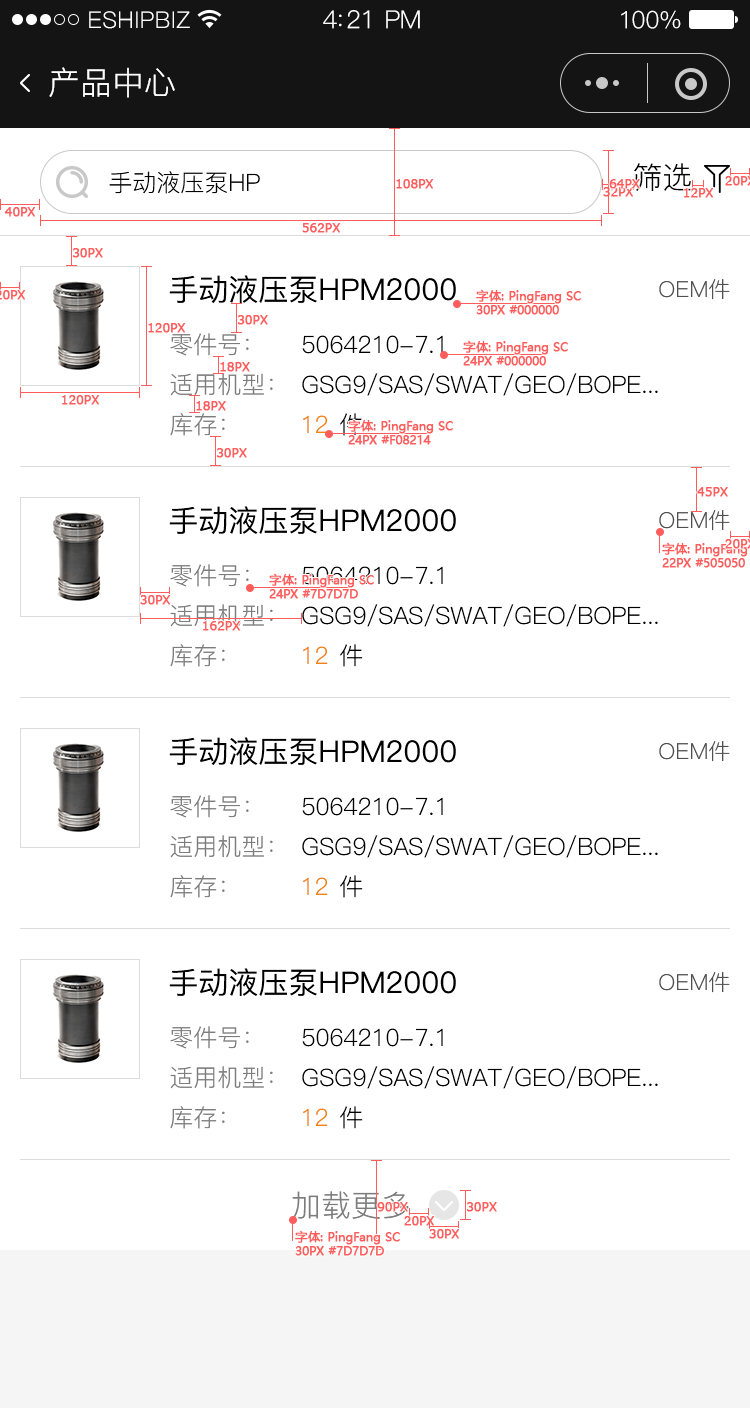 ESHIPBIZ 4:21 PM 100%
产品中心
手动液压泵HP 筛选
108PX
64PX
32PX
12PX
20PX
40PX
562PX
30PX
手动液压泵HPM2000 OEM件
字体: PingFang SC
30PX #000000
20PX
120PX
30PX
零件号: 5064210-7.1
字体: PingFang SC
24PX #000000
18PX
适用机型: GSG9/SAS/SWAT/GEO/BOPE...
120PX
18PX
库存: 12 件
字体: PingFang SC
24PX #F08214
30PX
45PX
手动液压泵HPM2000 OEM件
20PX
字体: PingFang
22PX #505050
零件号: 5064210-7.1
字体: PingFang SC
24PX #7D7D7D
30PX
适用机型: GSG9/SAS/SWAT/GEO/BOPE...
162PX
库存: 12 件
手动液压泵HPM2000 OEM件
零件号: 5064210-7.1
适用机型: GSG9/SAS/SWAT/GEO/BOPE...
库存: 12 件
手动液压泵HPM2000 OEM件
零件号: 5064210-7.1
适用机型: GSG9/SAS/SWAT/GEO/BOPE...
库存: 12 件
加载更多
90PX
30PX
20PX
30PX
字体: PingFang SC
30PX #7D7D7D